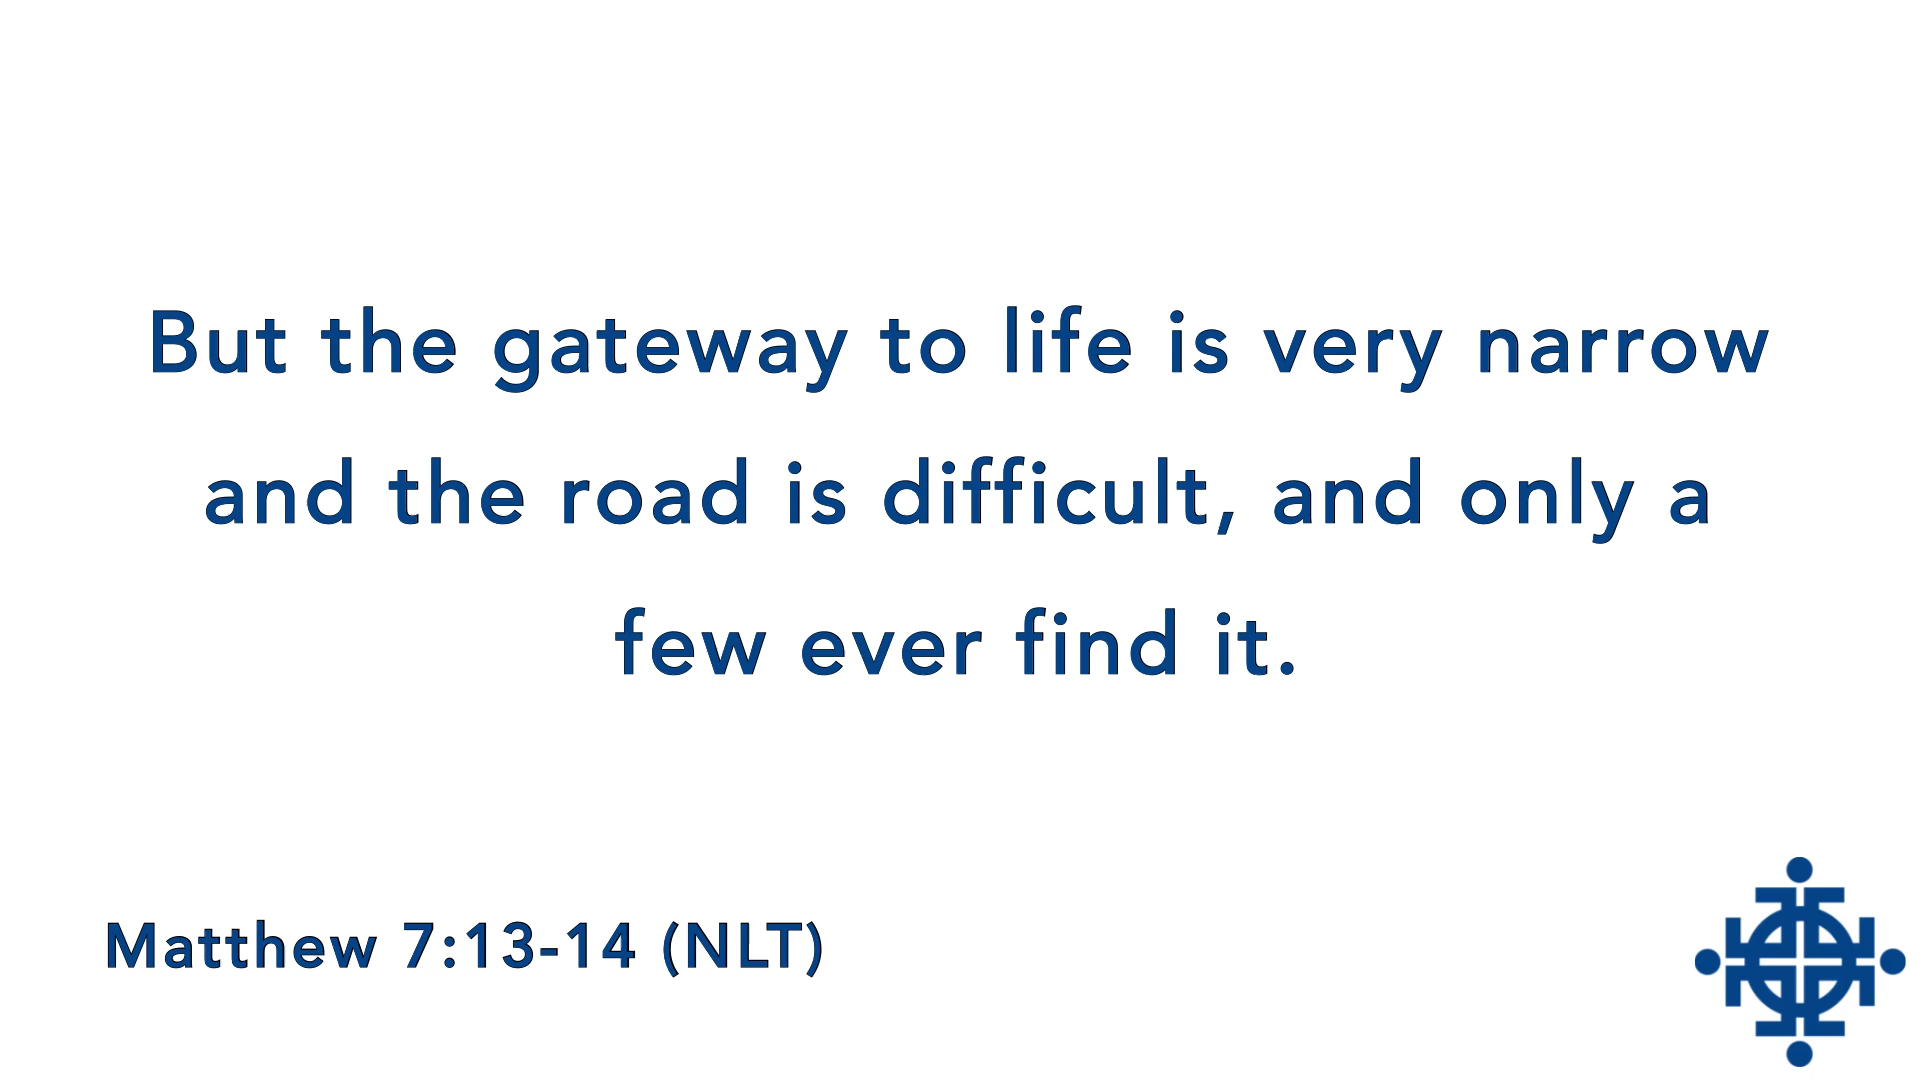 But the gateway to life is very narrow
and the road is difficult, and only a
few ever find it.
Matthew 7:13-14 (NLT)